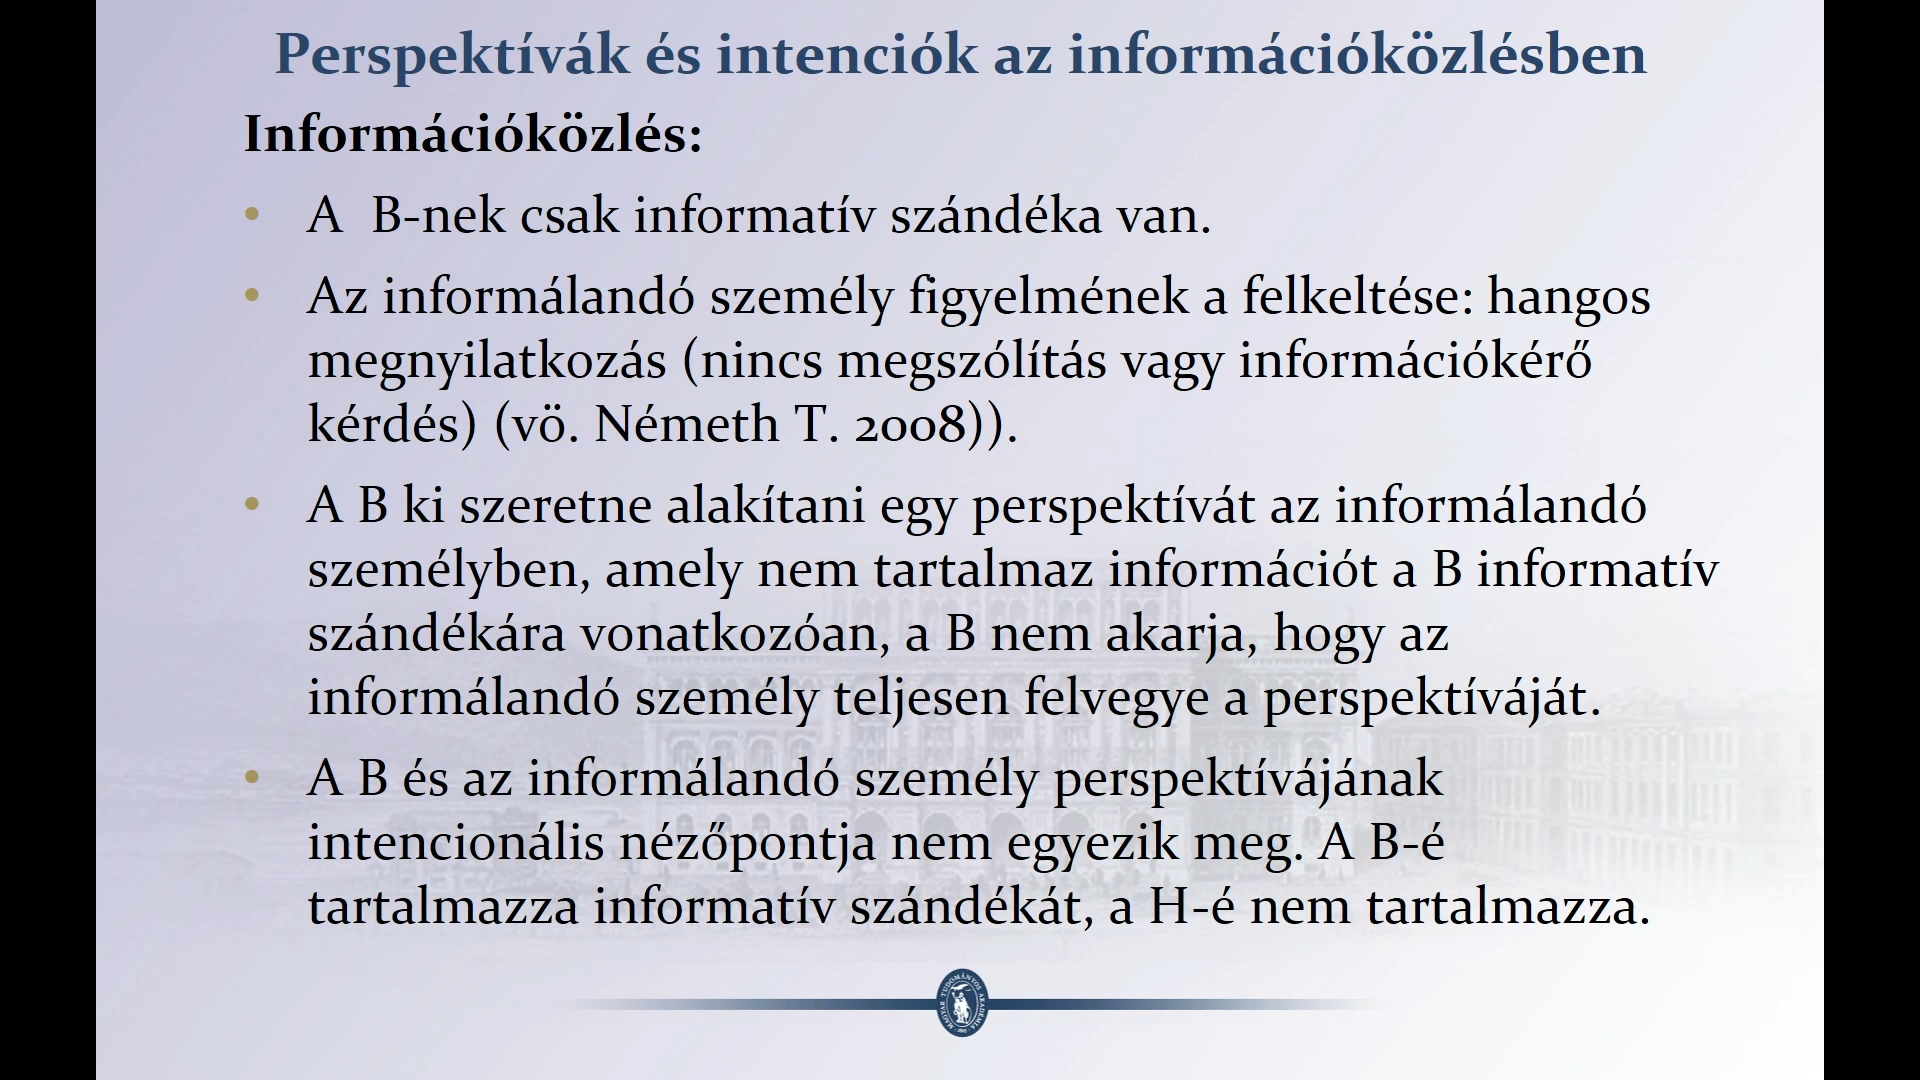 Perspektívák és intenciók az információközlésben
Információközlés:
• A  B-nek csak informatív szándéka van.
• Az informálandó személy figyelmének a felkeltése: hangos
megnyilatkozás (nincs megszólítás vagy információkérő
kérdés) (vö. Németh T. 2008)).
• A B ki szeretne alakítani egy perspektívát az informálandó
személyben, amely nem tartalmaz információt a B informatív
szándékára vonatkozóan, a B nem akarja, hogy az
informálandó személy teljesen felvegye a perspektíváját.
• A B és az informálandó személy perspektívájának
intencionális nézőpontja nem egyezik meg. A B-é
tartalmazza informatív szándékát, a H-é nem tartalmazza.
MAGYAR TUDOMÁNYOS AKADÉMIA